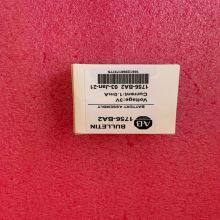 AB
BULLETIN
1756-BA2
BATTERY ASSEMBLY
Voltage:3V
Current:1.0mA
1756-BA2 03-Jan-21